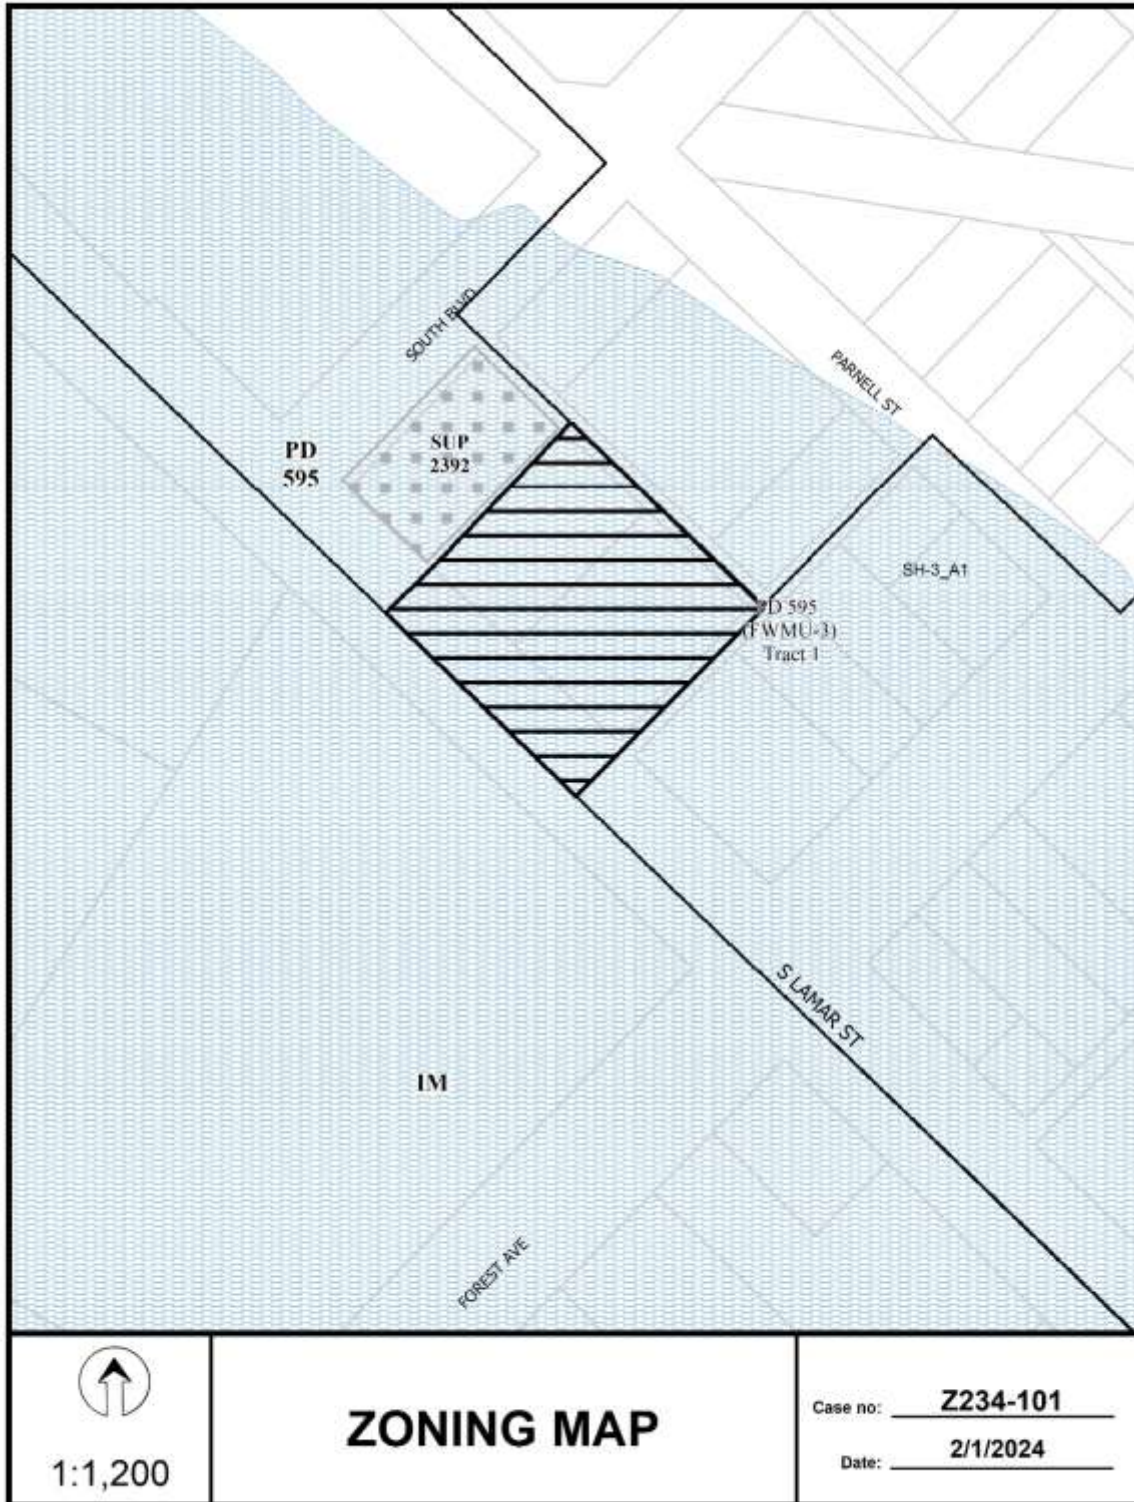 SOUTH BLVD
PARNELL ST
PD
595
SUP
2392
SH-3_A1
PD 595
(FWMU-3)
Tract 1
S LAMAR ST
IM
FOREST AVE
1:1,200
ZONING MAP
Case no: Z234-101
Date: 2/1/2024